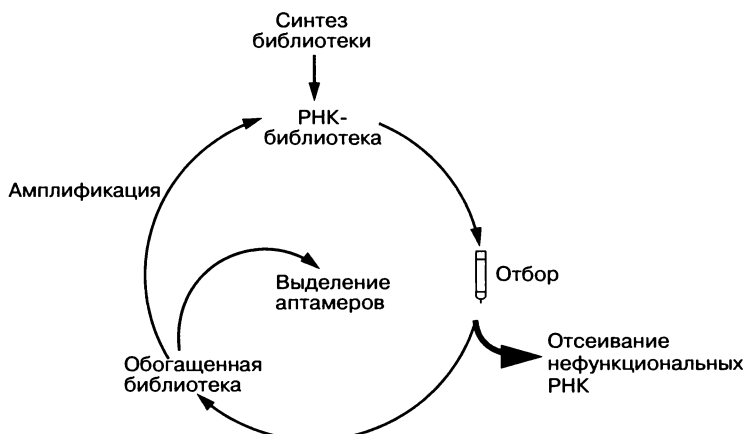 Синтез
библиотеки
РНК-
библиотека
Амплификация
Отбор
Выделение
аптамеров
Отсеивание
нефункциональных
РНК
Обогащенная
библиотека